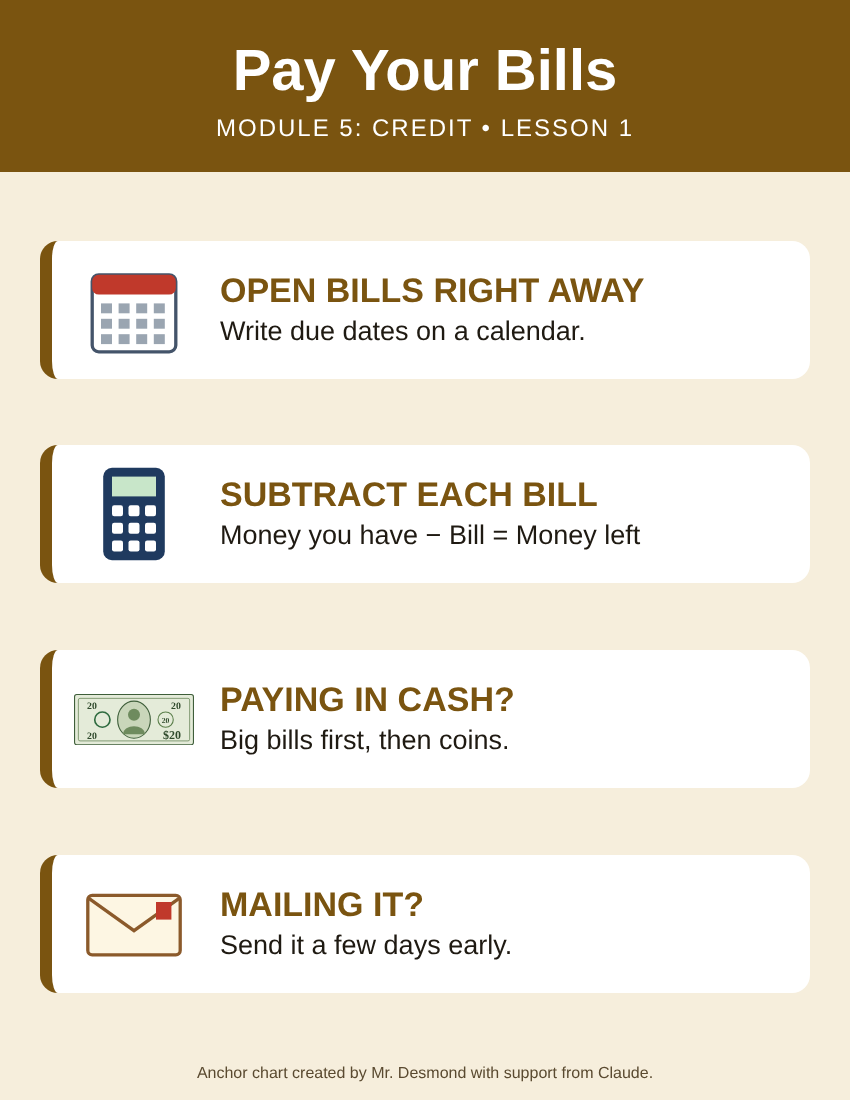 Pay Your Bills
MODULE 5: CREDIT • LESSON 1
OPEN BILLS RIGHT AWAY
Write due dates on a calendar.
SUBTRACT EACH BILL
Money you have − Bill = Money left
20 20
20
20 $20
PAYING IN CASH?
Big bills first, then coins.
MAILING IT?
Send it a few days early.
Anchor chart created by Mr. Desmond with support from Claude.